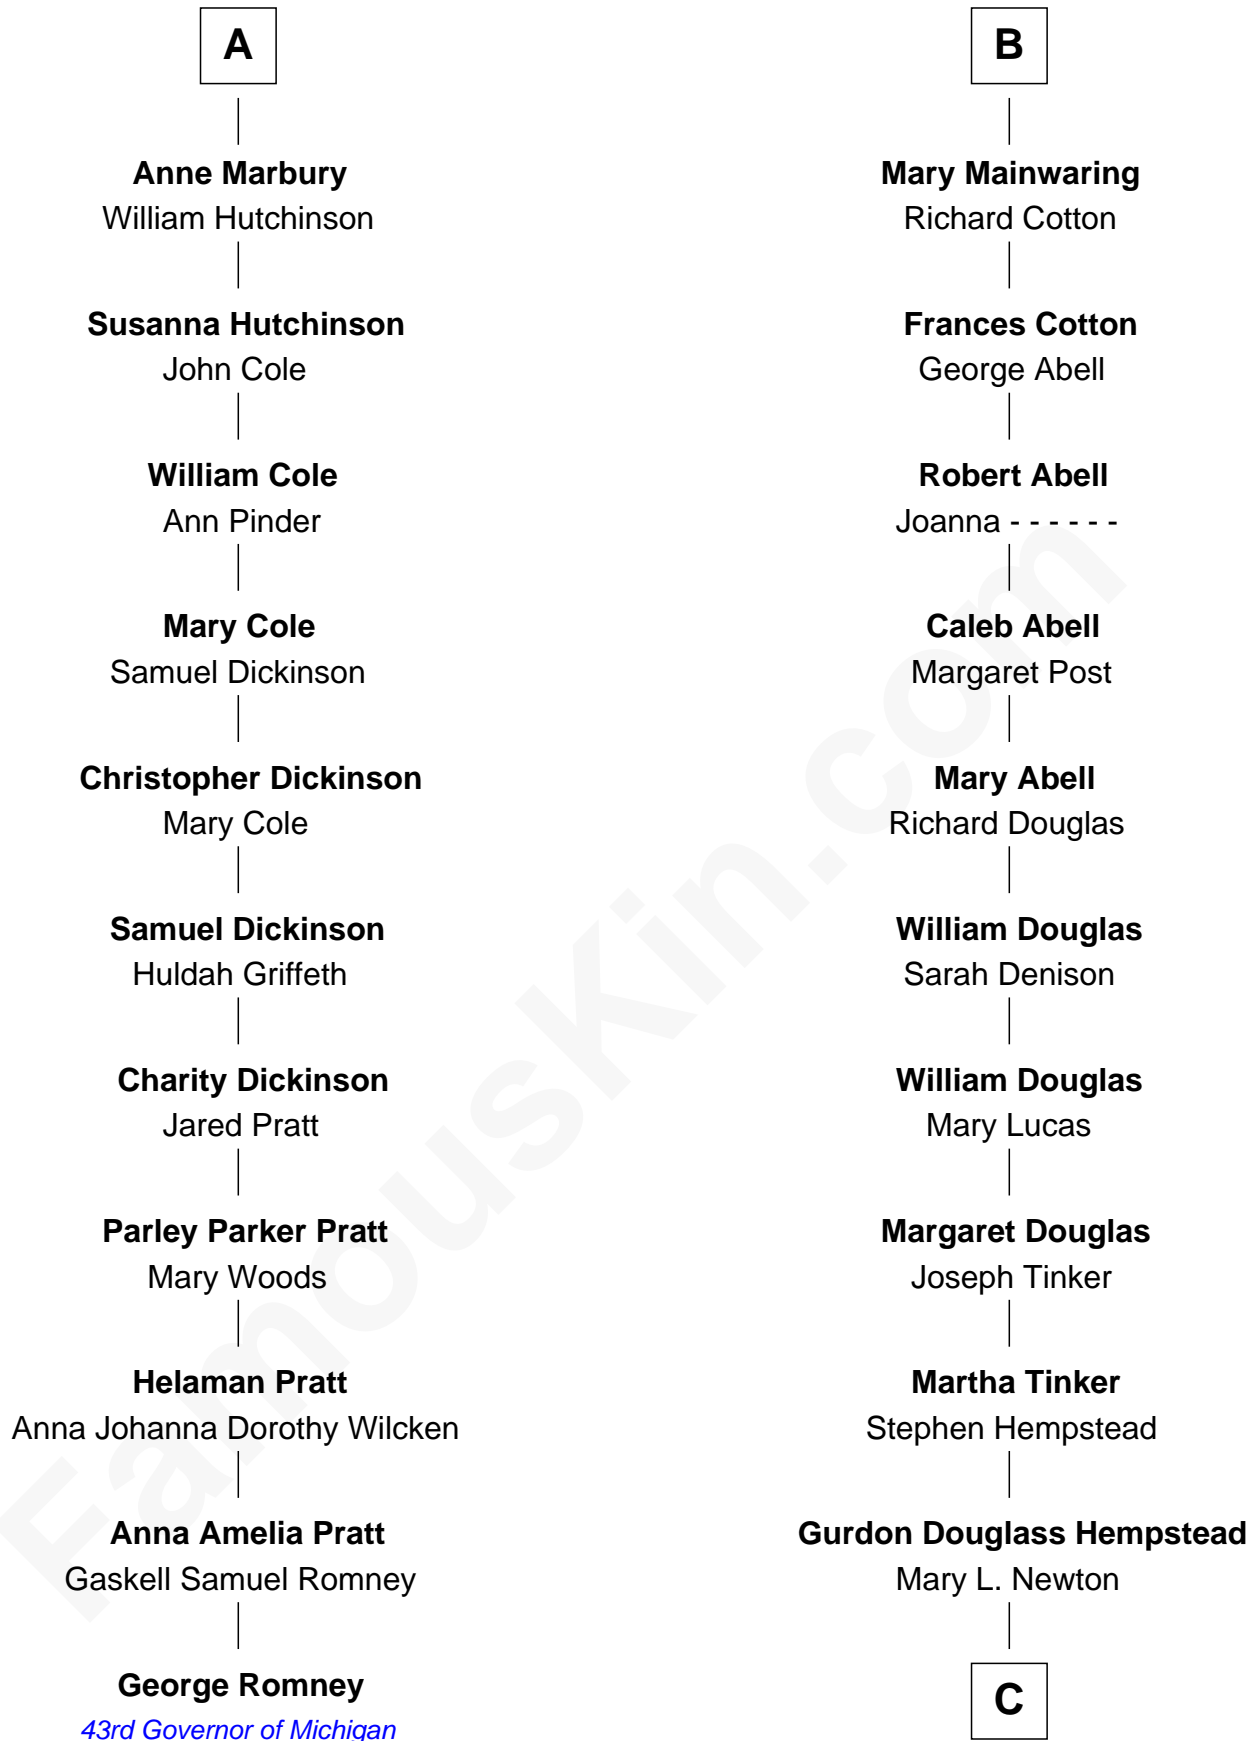 A
Anne Marbury
William Hutchinson
Susanna Hutchinson
John Cole
William Cole
Ann Pinder
Mary Cole
Samuel Dickinson
Christopher Dickinson
Mary Cole
Samuel Dickinson
Huldah Griffeth
Charity Dickinson
Jared Pratt
Parley Parker Pratt
Mary Woods
Helaman Pratt
Anna Johanna Dorothy Wilcken
Anna Amelia Pratt
Gaskell Samuel Romney
George Romney
43rd Governor of Michigan
B
Mary Mainwaring
Richard Cotton
Frances Cotton
George Abell
Robert Abell
Joanna - - - - - -
Caleb Abell
Margaret Post
Mary Abell
Richard Douglas
William Douglas
Sarah Denison
William Douglas
Mary Lucas
Margaret Douglas
Joseph Tinker
Martha Tinker
Stephen Hempstead
Gurdon Douglass Hempstead
Mary L. Newton
C
FamousKin.com